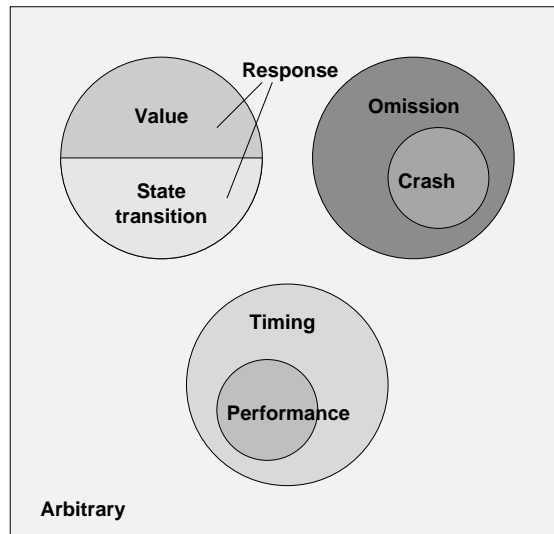 Response
Value
State
transition
Omission
Crash
Timing
Performance
Arbitrary